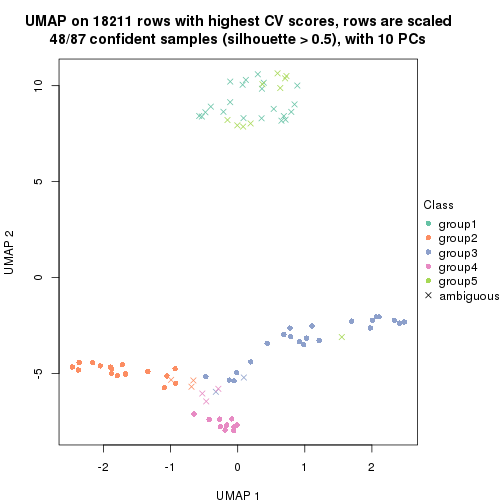 UMAP on 18211 rows with highest CV scores, rows are scaled
48/87 confident samples (silhouette > 0.5), with 10 PCs
10
5
0
-5
UMAP 2
-2
-1
0
1
2
UMAP 1
Class
group1
group2
group3
group4
group5
ambiguous